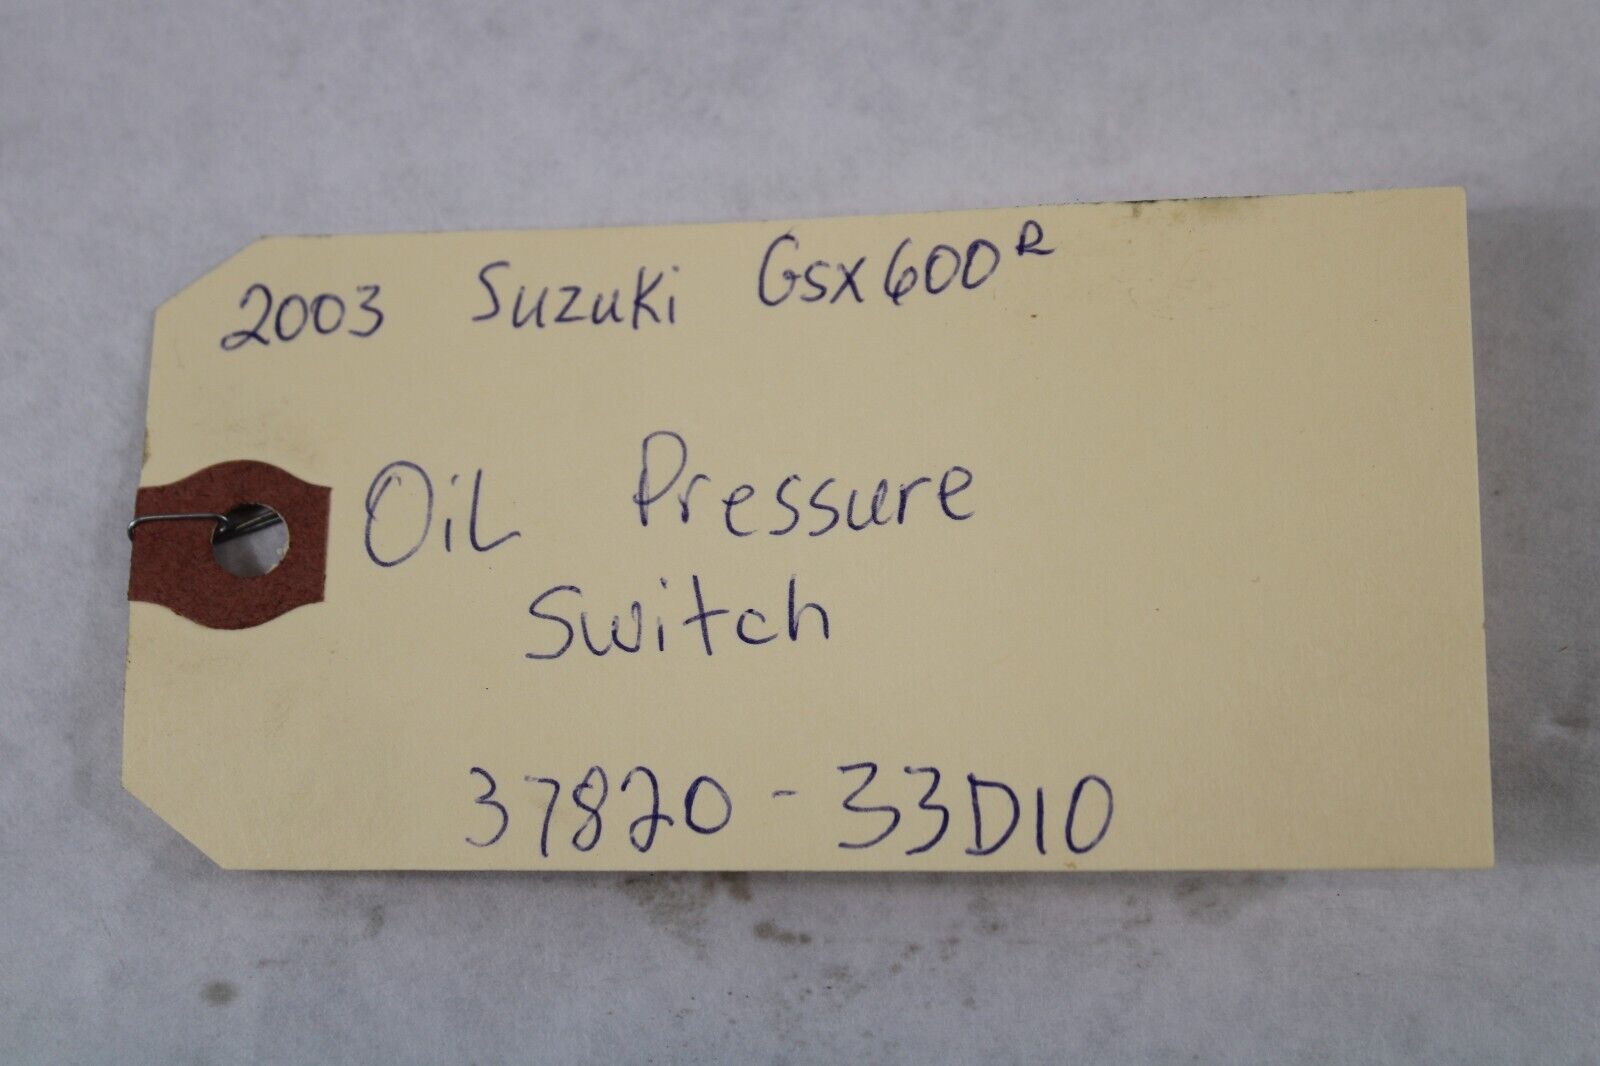 2003 Suzuki Gsx600R
OiL Pressure
Switch
37820-33D10